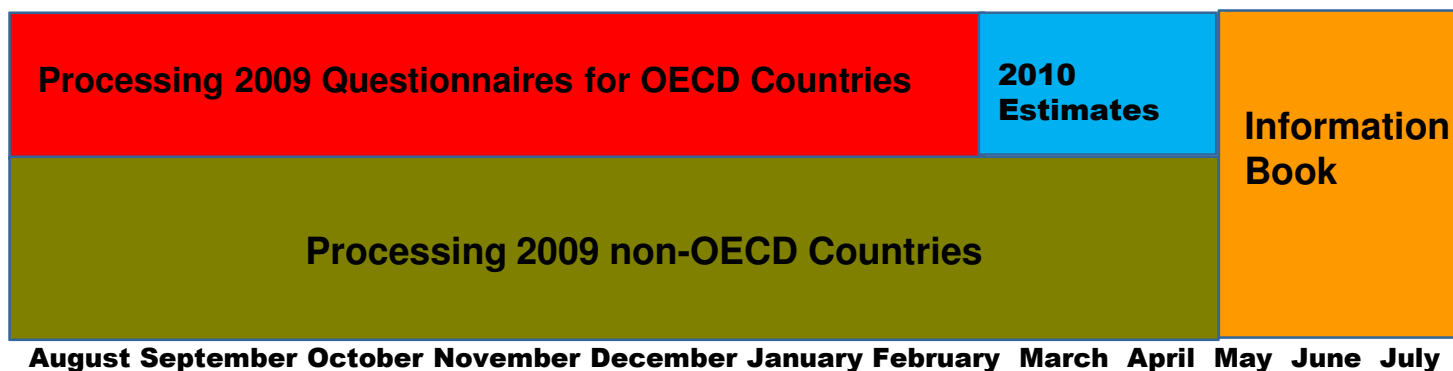 Processing 2009 Questionnaires for OECD Countries
2010
Estimates
Information
Book
Processing 2009 non-OECD Countries
August September October November December January February March April May June July